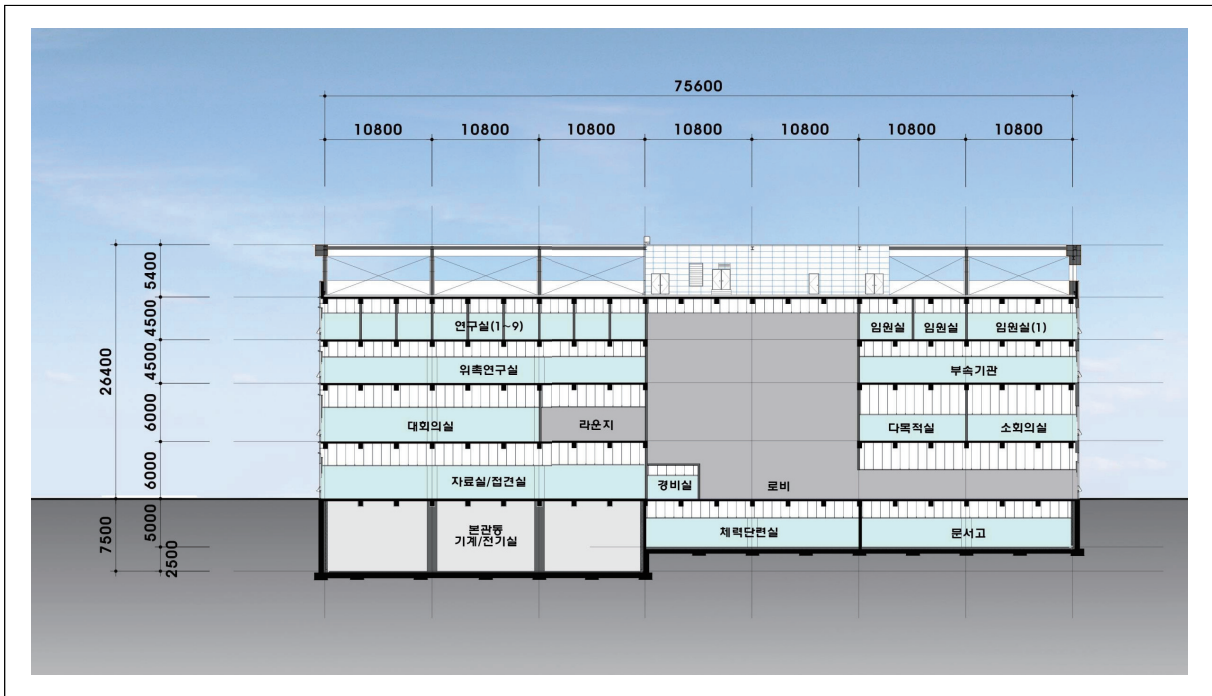 75600
10800 10800 10800 10800 10800 10800 10800
5400
4500
4500
6000
6000
26400
5000
2500
7500
연구실(1~9) 임원실 임원실 임원실(1)
위촉연구실 부속기관
대회의실 라운지 다목적실 소회의실
자료실/접견실 경비실 로비
본관동
기계/전기실 체력단련실 문서고